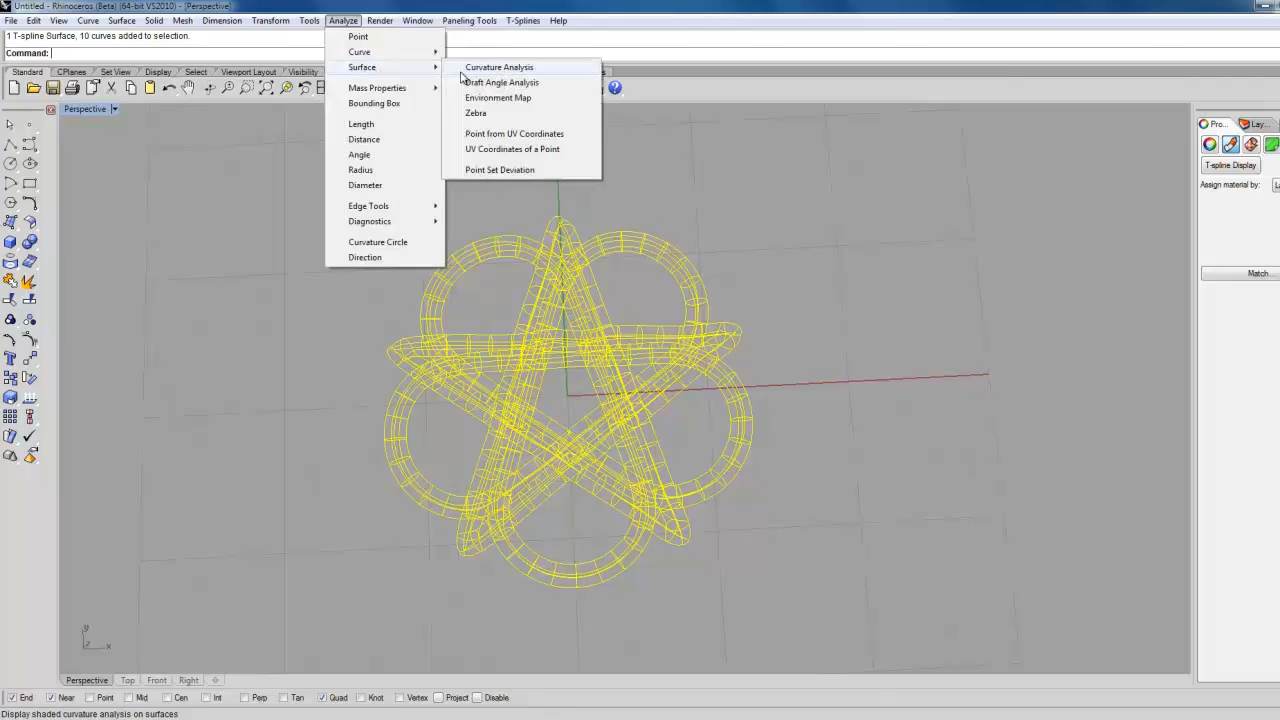 Untitled - Rhinoceros (Beta) (64-bit VS2010) - [Perspective]
File Edit View Curve Surface Solid Mesh Dimension Transform Tools Analyze Render Window Paneling Tools T-Splines Help
1 T-spline Surface, 10 curves added to selection.
Command:
Standard CPlanes Set View Display Select Viewport Layout Visibility
Perspective
Point
Curve
Surface
Mass Properties
Bounding Box
Length
Distance
Angle
Radius
Diameter
Edge Tools
Diagnostics
Curvature Circle
Direction
Curvature Analysis
Draft Angle Analysis
Environment Map
Zebra
Point from UV Coordinates
UV Coordinates of a Point
Point Set Deviation
Pro... Lay...
T-spline Display
Assign material by: La
Match...
y
z x
Perspective Top Front Right
End Near Point Mid Cen Int Perp Tan Quad Knot Vertex Project Disable
Display shaded curvature analysis on surfaces